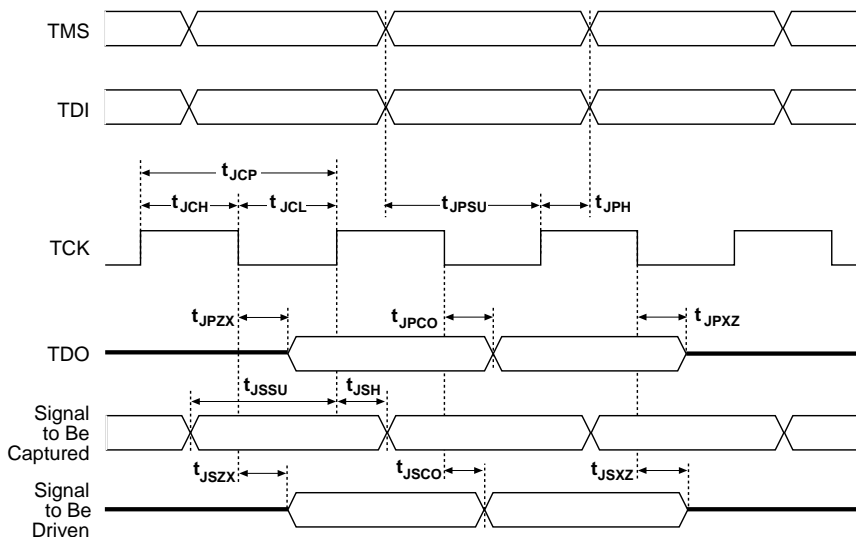 TMS
TDI
tJCP
tJCH
tJCL
tJPSU
tJPH
TCK
tJPZX
tJPCO
tJPXZ
TDO
tJSSU
tJSH
Signal
to Be
Captured
tJSZX
tJSCO
tJSXZ
Signal
to Be
Driven